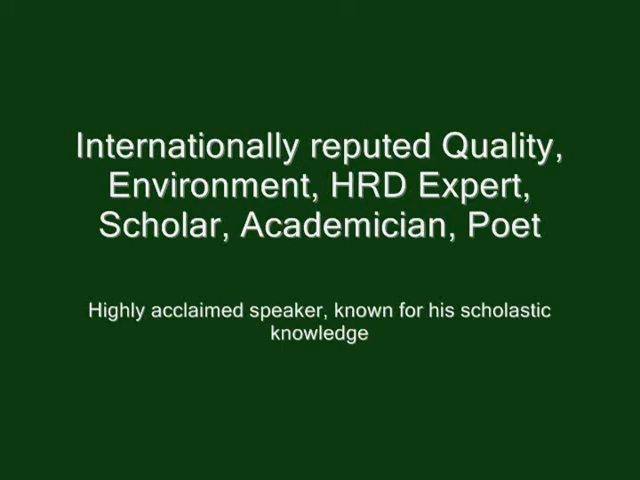 Internationally reputed Quality,
Environment, HRD Expert,
Scholar, Academician, Poet
Highly acclaimed speaker, known for his scholastic
knowledge